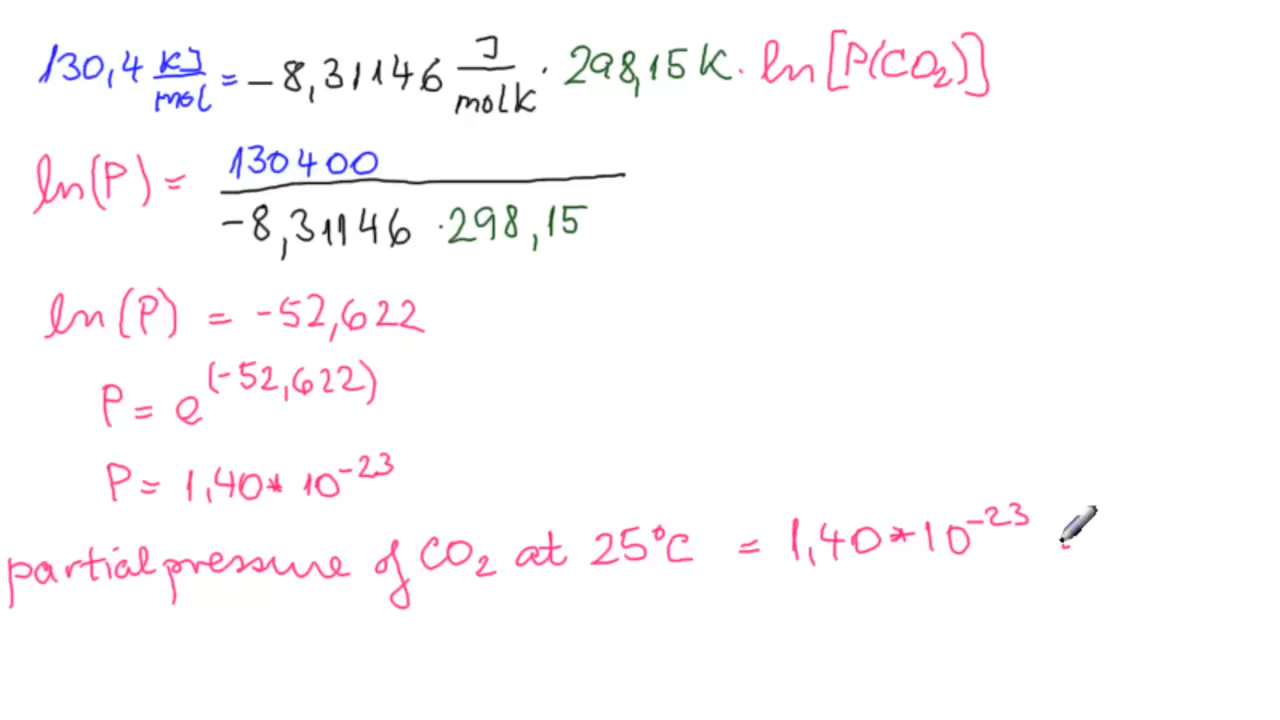 130,4 kJ/mol = -8,31146 J/molK · 298,15K · ln[P(CO₂)]
ln(P) = 130400 / -8,31146 · 298,15
ln(P) = -52,622
P = e^(-52,622)
P = 1,40 * 10⁻²³
partial pressure of CO₂ at 25°C = 1,40 * 10⁻²³